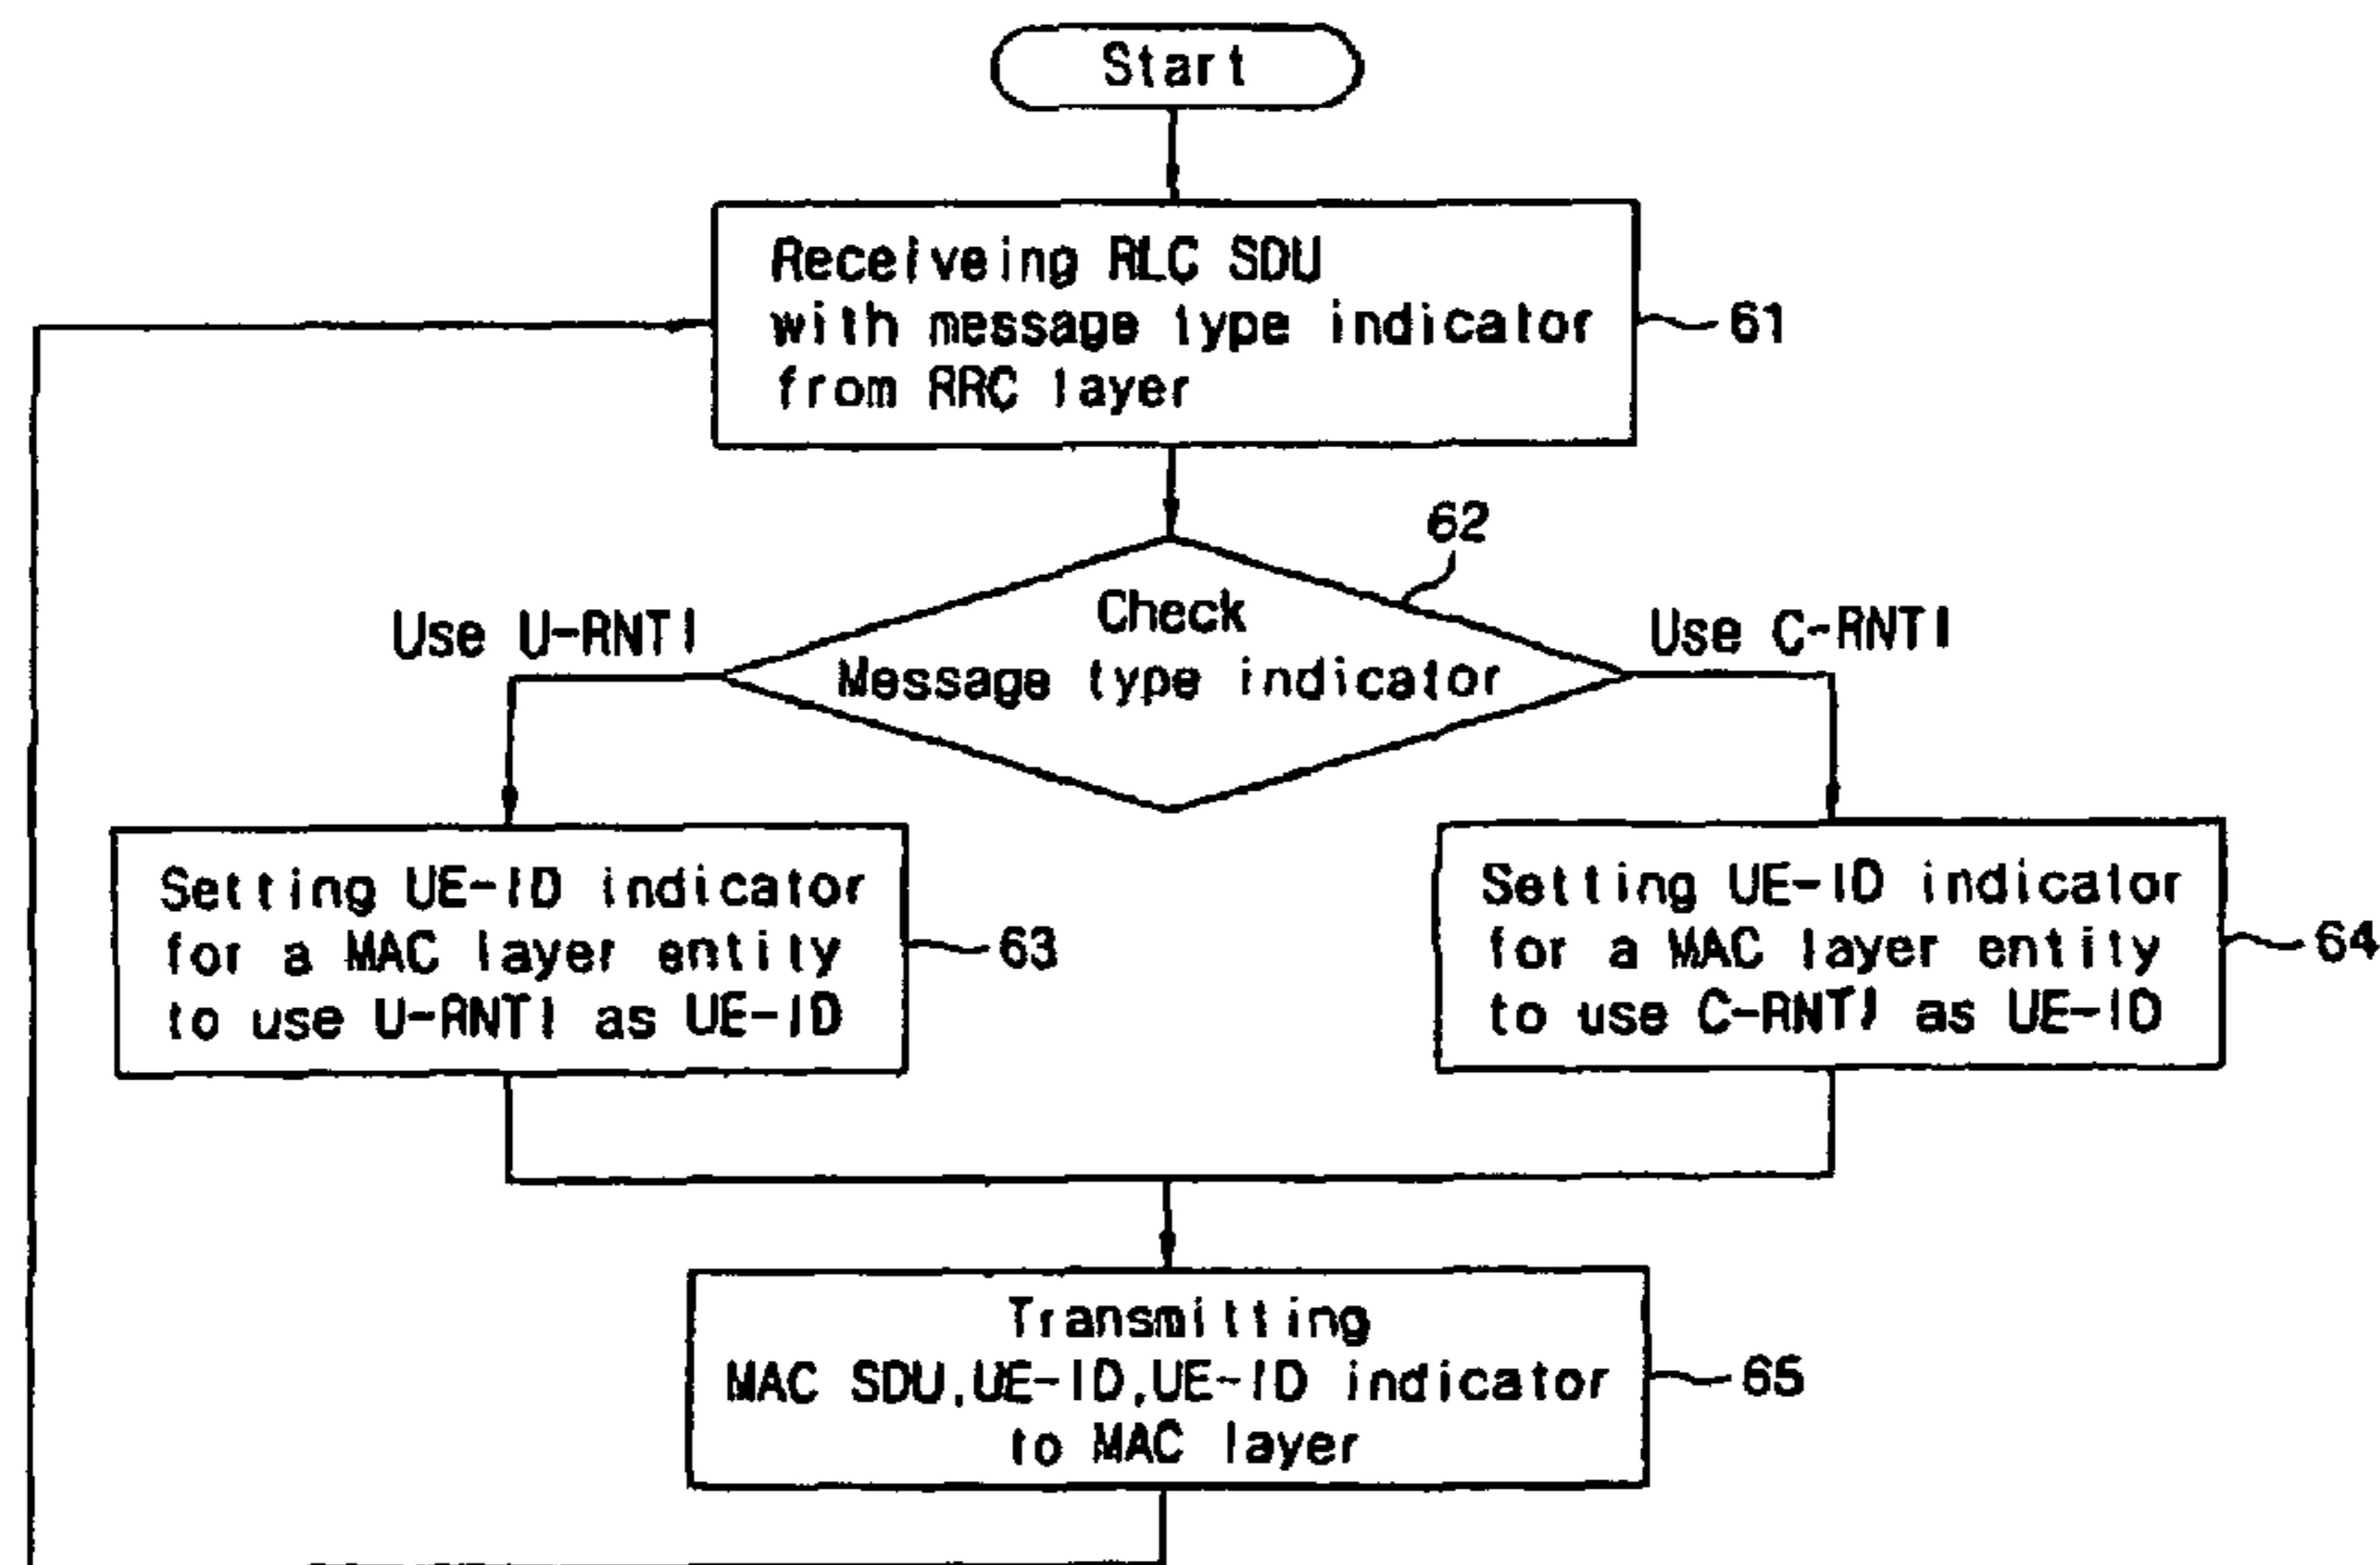 Start
Receiveing RLC SDU
with message type indicator
from RRC layer
61
62
Check
Message type indicator
Use U-RNTI
Use C-RNTI
Setting UE-ID indicator
for a MAC layer entity
to use U-RNTI as UE-ID
63
Setting UE-ID indicator
for a MAC layer entity
to use C-RNTI as UE-ID
64
Transmitting
MAC SDU,UE-ID,UE-ID indicator
to MAC layer
65